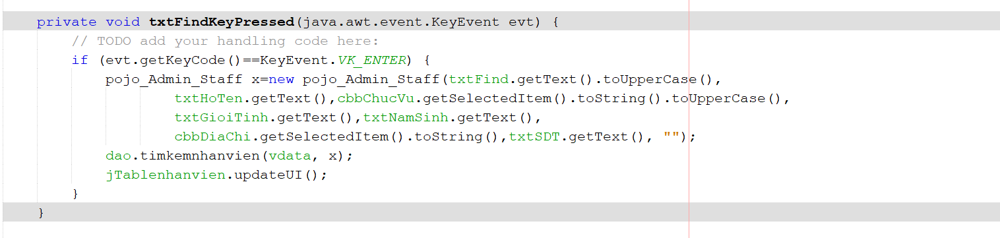 private void txtFindKeyPressed(java.awt.event.KeyEvent evt) {
// TODO add your handling code here:
if (evt.getKeyCode()==KeyEvent.VK_ENTER) {
pojo_Admin_Staff x=new pojo_Admin_Staff(txtFind.getText().toUpperCase(),
txtHoTen.getText(),cbbChucVu.getSelectedItem().toString().toUpperCase(),
txtGioiTinh.getText(),txtNamSinh.getText(),
cbbDiaChi.getSelectedItem().toString(),txtSDT.getText(), "");
dao.timkemnhanvien(vdata, x);
jTablenhanvien.updateUI();
}
}